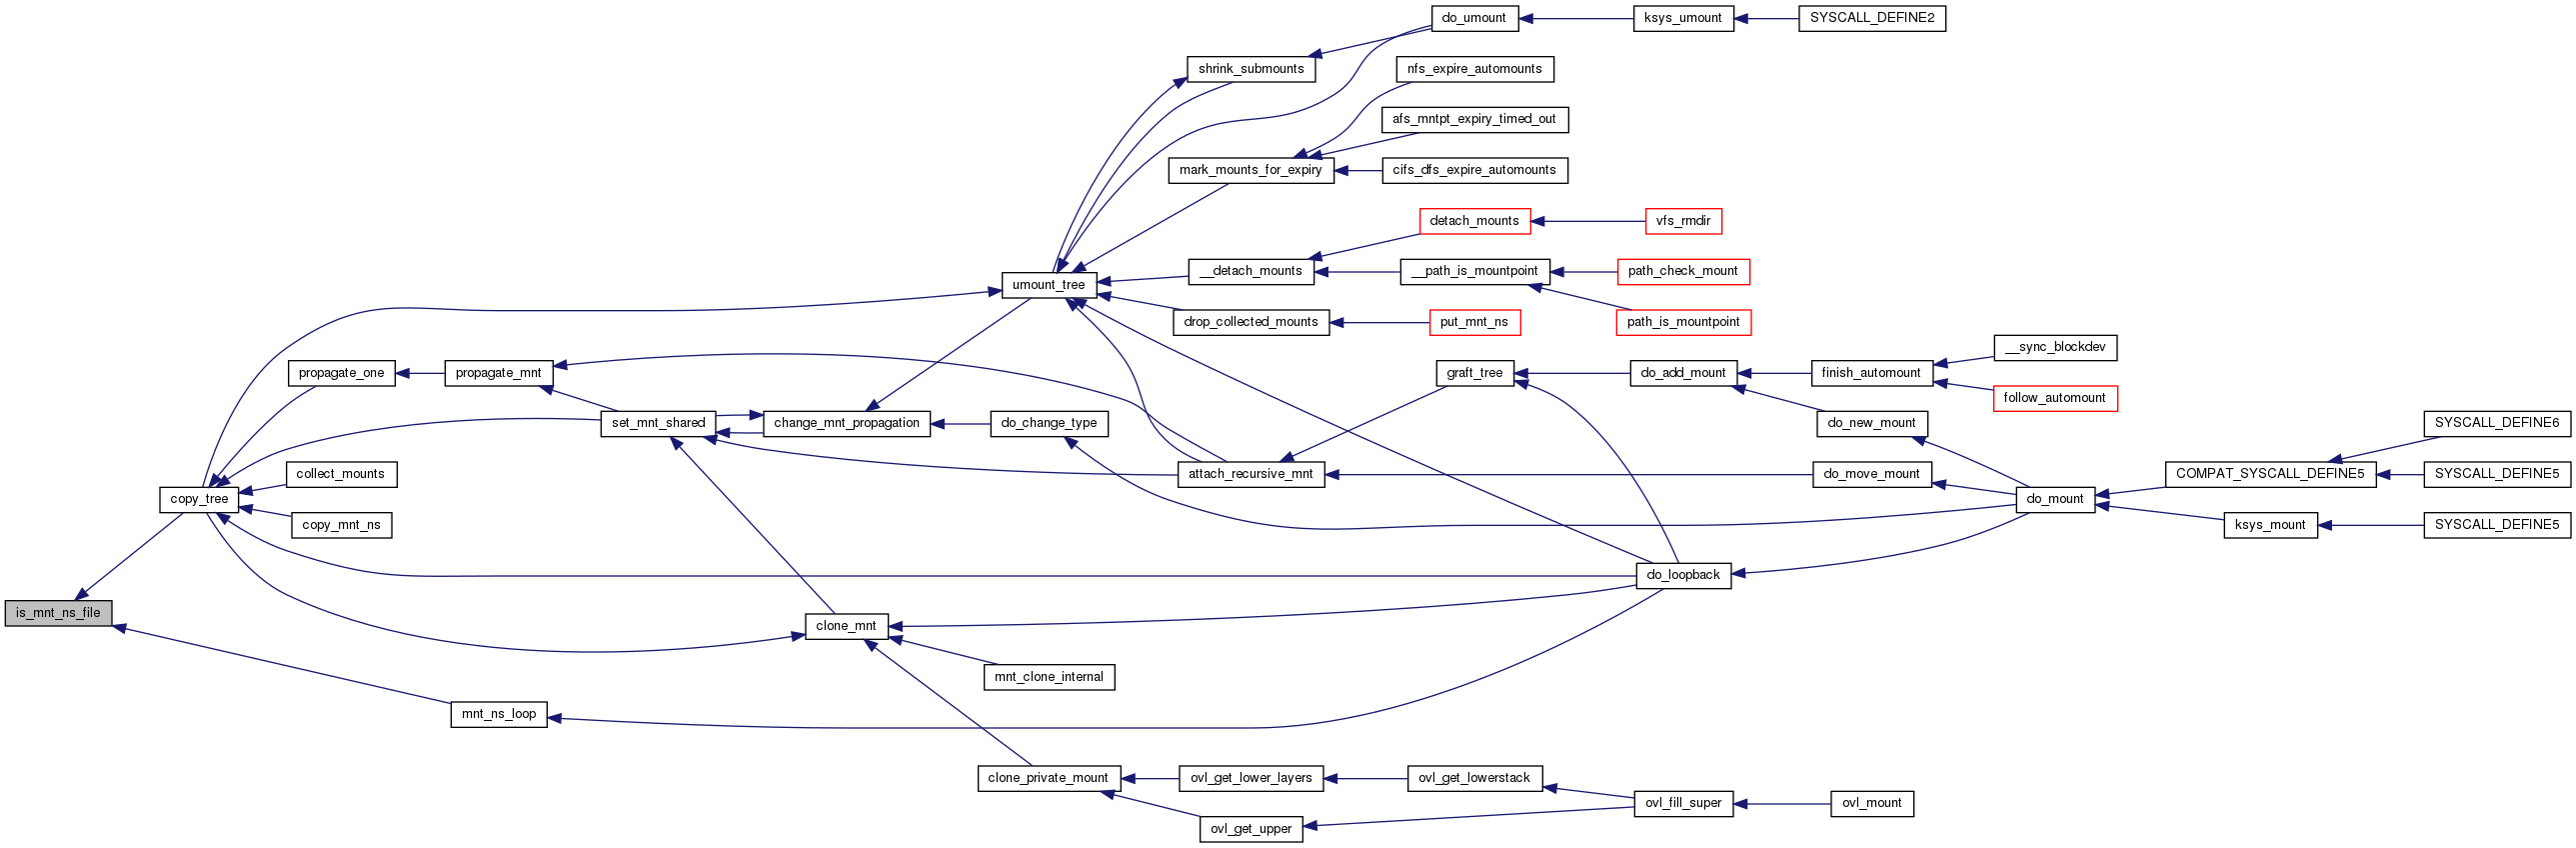 do_umount
ksys_umount
SYSCALL_DEFINE2
shrink_submounts
nfs_expire_automounts
afs_mntpt_expiry_timed_out
mark_mounts_for_expiry
cifs_dfs_expire_automounts
detach_mounts
vfs_rmdir
__detach_mounts
__path_is_mountpoint
path_check_mount
umount_tree
drop_collected_mounts
put_mnt_ns
path_is_mountpoint
__sync_blockdev
propagate_one
propagate_mnt
graft_tree
do_add_mount
finish_automount
follow_automount
set_mnt_shared
change_mnt_propagation
do_change_type
do_new_mount
SYSCALL_DEFINE6
collect_mounts
attach_recursive_mnt
do_move_mount
COMPAT_SYSCALL_DEFINE5
SYSCALL_DEFINE5
copy_tree
do_mount
copy_mnt_ns
ksys_mount
SYSCALL_DEFINE5
do_loopback
is_mnt_ns_file
clone_mnt
mnt_clone_internal
mnt_ns_loop
clone_private_mount
ovl_get_lower_layers
ovl_get_lowerstack
ovl_fill_super
ovl_mount
ovl_get_upper